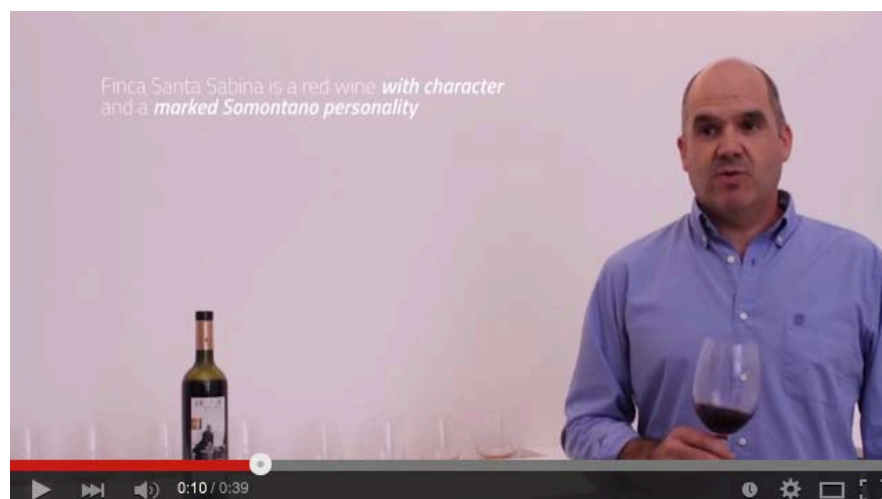 Finca Santa Sabina is a red wine with character
and a marked Somontano personality
0:10 / 0:39